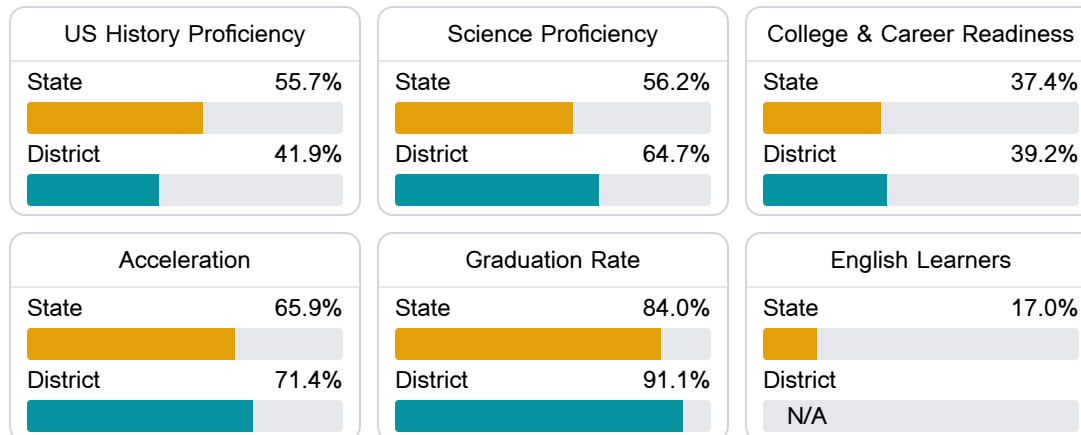 US History Proficiency
State 55.7%
District 41.9%
Science Proficiency
State 56.2%
District 64.7%
College & Career Readiness
State 37.4%
District 39.2%
Acceleration
State 65.9%
District 71.4%
Graduation Rate
State 84.0%
District 91.1%
English Learners
State 17.0%
District
N/A